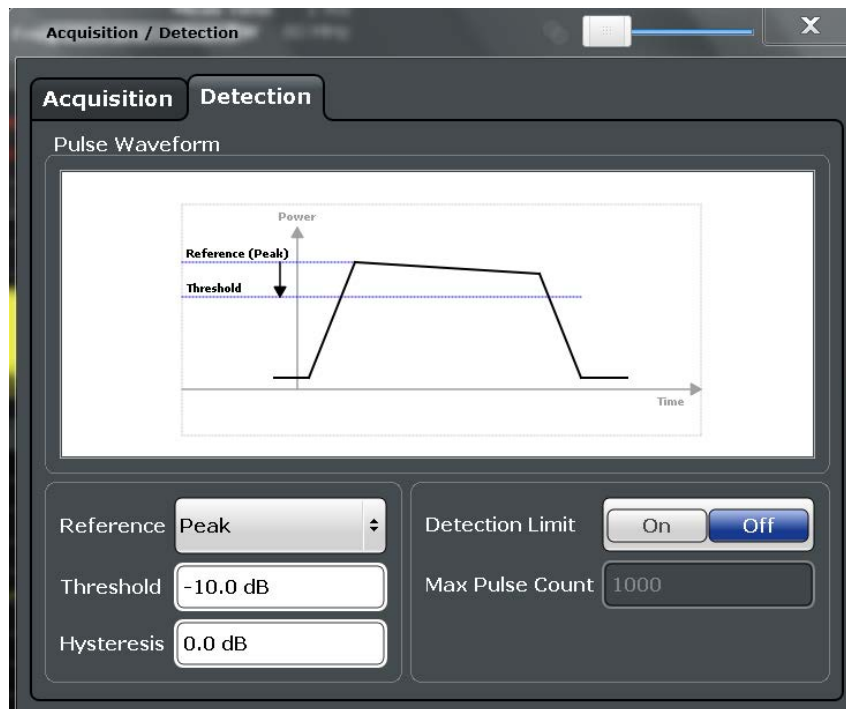 Acquisition / Detection
X
Acquisition
Detection
Pulse Waveform
Power
Reference (Peak)
Threshold
Time
Reference
Peak
Detection Limit
On
Off
Threshold
-10.0 dB
Max Pulse Count
1000
Hysteresis
0.0 dB